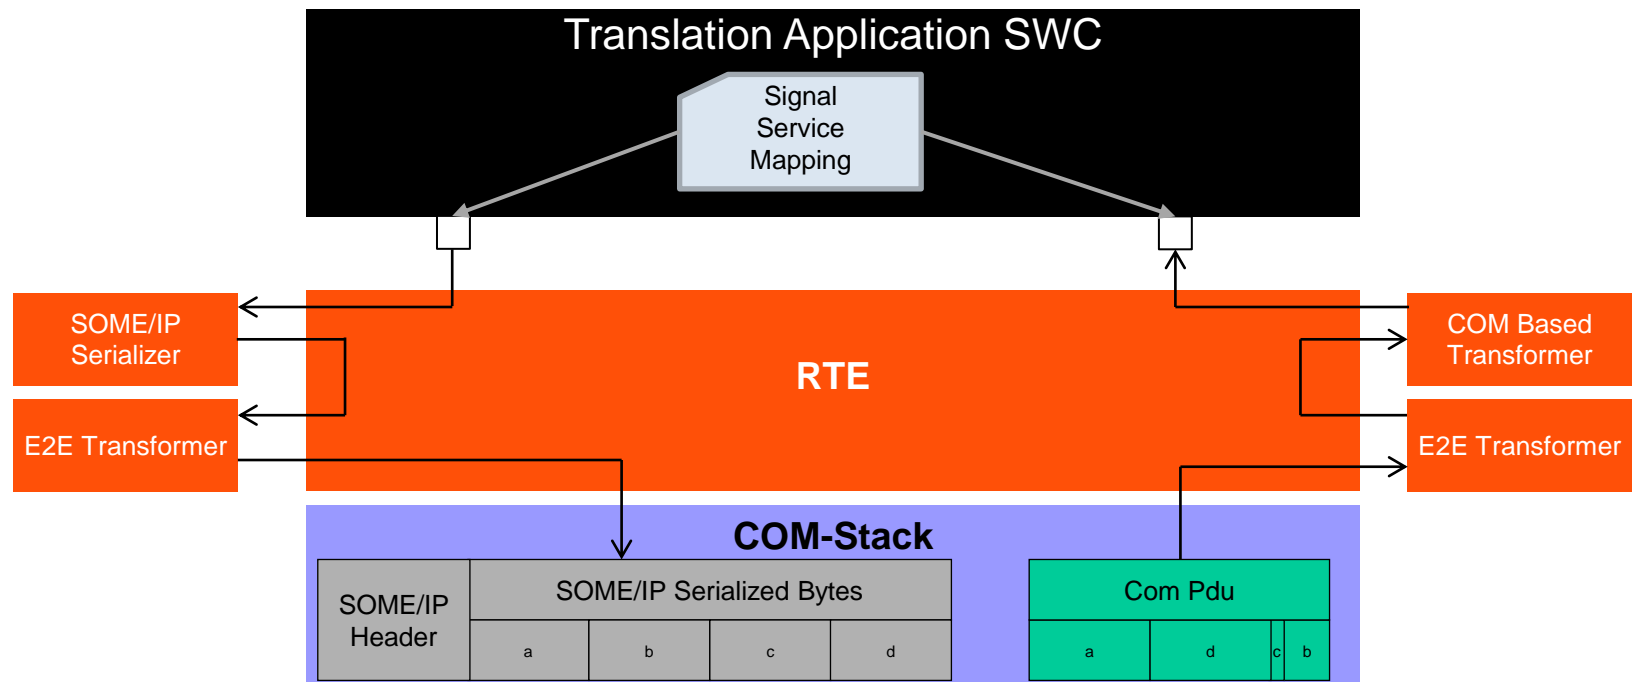 Translation Application SWC
Signal
Service
Mapping
SOME/IP
Serializer
E2E Transformer
RTE
COM Based
Transformer
E2E Transformer
COM-Stack
SOME/IP
Header
SOME/IP Serialized Bytes
a b c d
Com Pdu
a d c b